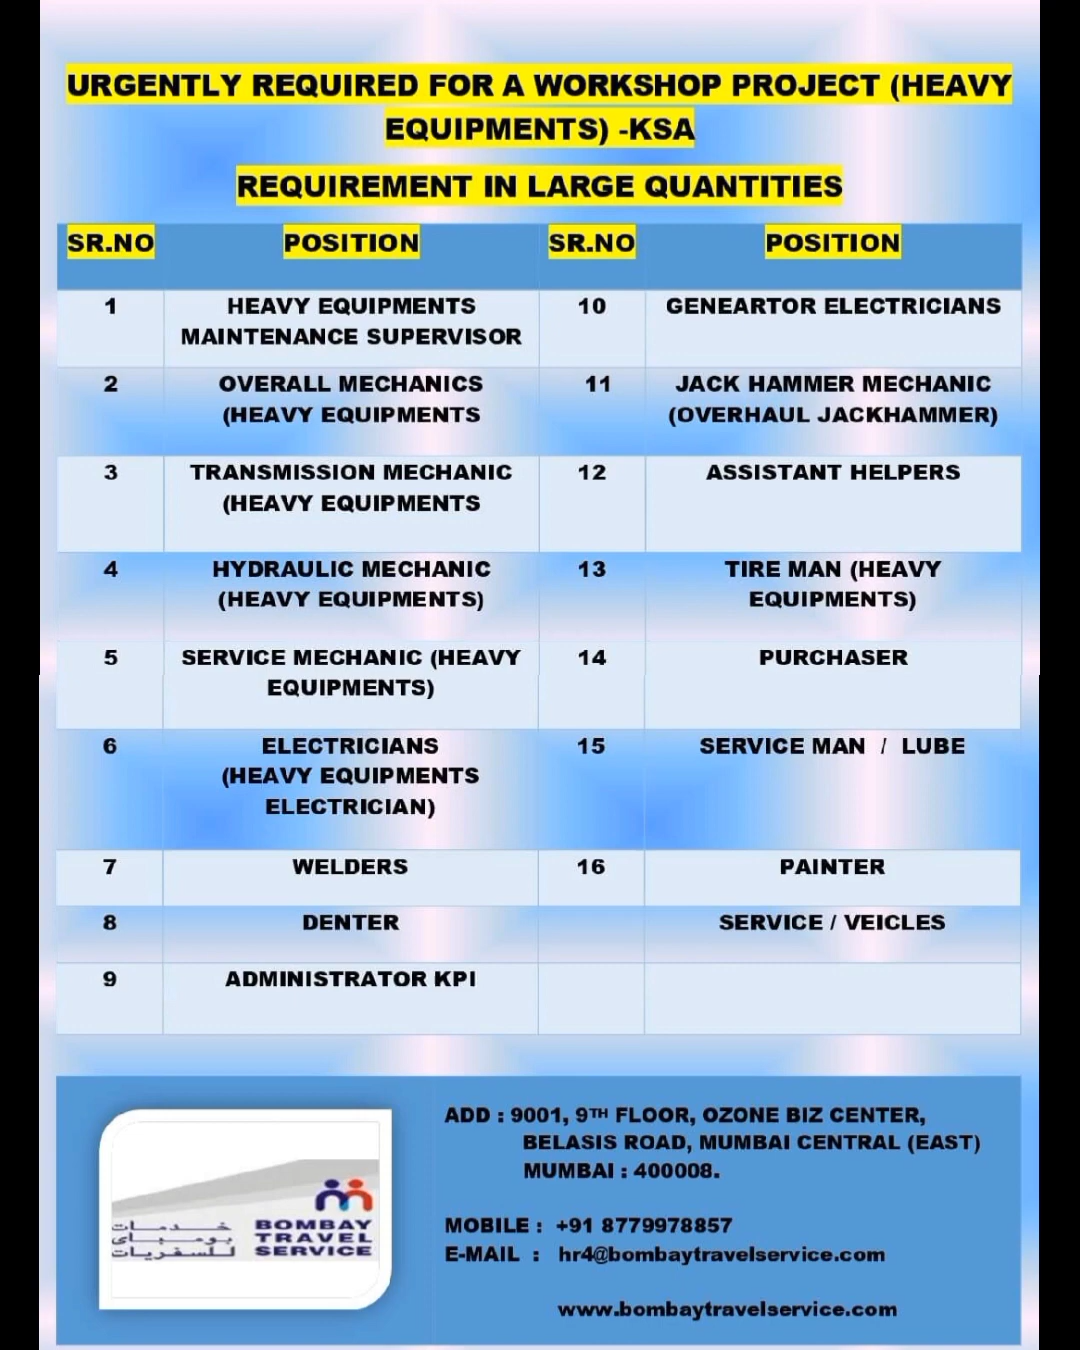 URGENTLY REQUIRED FOR A WORKSHOP PROJECT (HEAVY
EQUIPMENTS) -KSA
REQUIREMENT IN LARGE QUANTITIES
SR.NO POSITION SR.NO POSITION
1 HEAVY EQUIPMENTS 10 GENEARTOR ELECTRICIANS
MAINTENANCE SUPERVISOR
2 OVERALL MECHANICS 11 JACK HAMMER MECHANIC
(HEAVY EQUIPMENTS (OVERHAUL JACKHAMMER)
3 TRANSMISSION MECHANIC 12 ASSISTANT HELPERS
(HEAVY EQUIPMENTS
4 HYDRAULIC MECHANIC 13 TIRE MAN (HEAVY
(HEAVY EQUIPMENTS) EQUIPMENTS)
5 SERVICE MECHANIC (HEAVY 14 PURCHASER
EQUIPMENTS)
6 ELECTRICIANS 15 SERVICE MAN / LUBE
(HEAVY EQUIPMENTS
ELECTRICIAN)
7 WELDERS 16 PAINTER
8 DENTER SERVICE / VEICLES
9 ADMINISTRATOR KPI
خدمات BOMBAY
بومباي TRAVEL
للسفريات SERVICE
ADD : 9001, 9TH FLOOR, OZONE BIZ CENTER,
BELASIS ROAD, MUMBAI CENTRAL (EAST)
MUMBAI : 400008.
MOBILE : +91 8779978857
E-MAIL : hr4@bombaytravelservice.com
www.bombaytravelservice.com